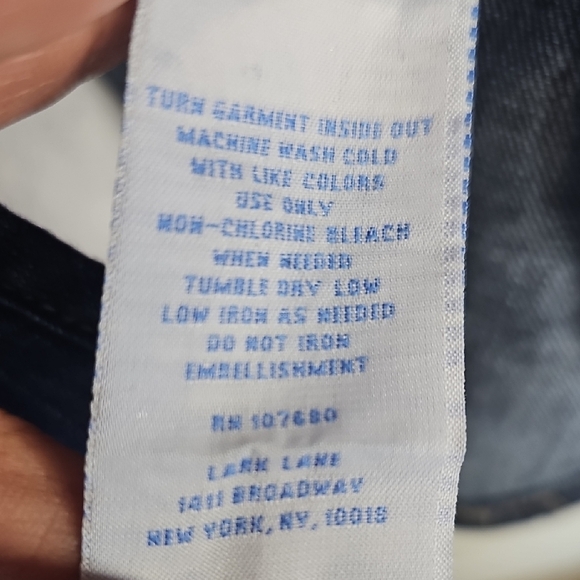 TURN GARMENT INSIDE OUT
MACHINE WASH COLD
WITH LIKE COLORS
USE ONLY
NON-CHLORINE BLEACH
WHEN NEEDED
TUMBLE DRY LOW
LOW IRON AS NEEDED
DO NOT IRON
EMBELLISHMENT
RN 107680
LARK LANE
1411 BROADWAY
NEW YORK, NY, 10018